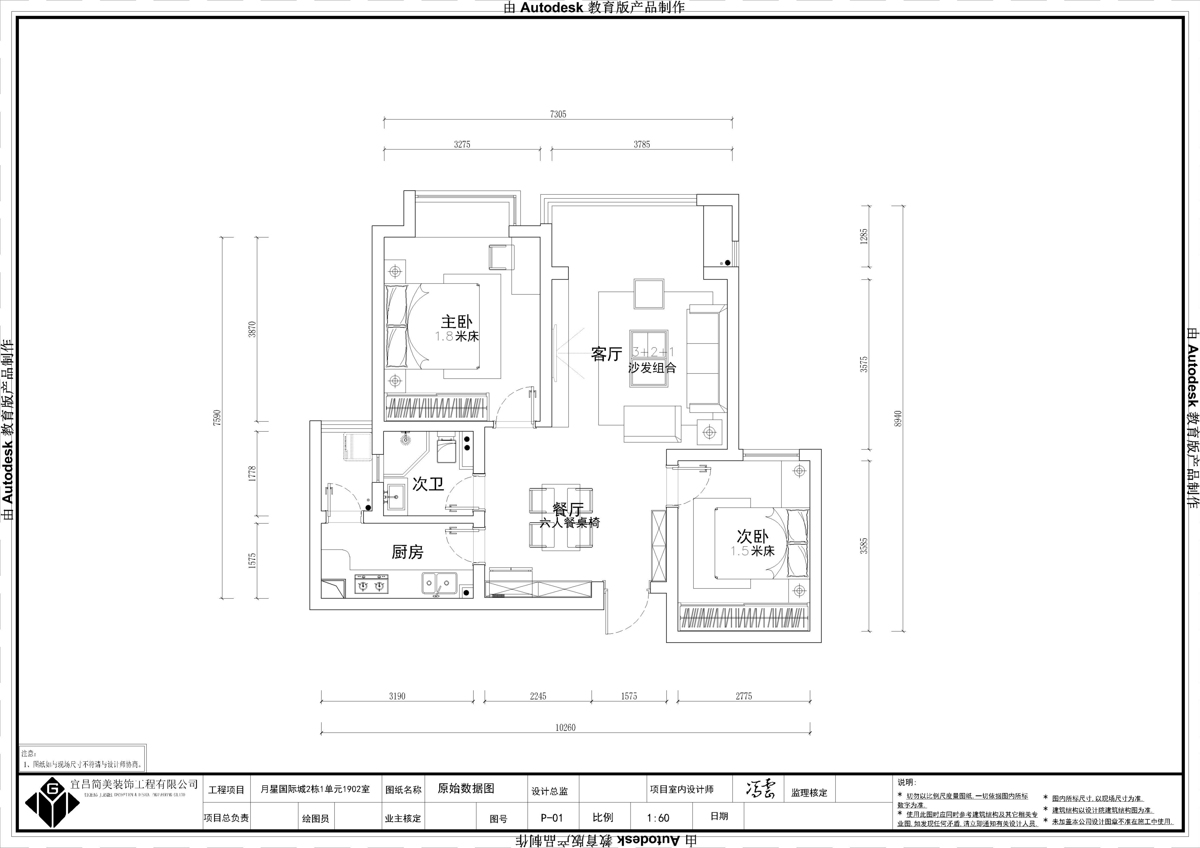 由 Autodesk 教育版产品制作
7305
3275
3785
1285
3870
主卧
1.8米床
客厅
3+2+1
沙发组合
3575
7590
8940
1778
次卫
餐厅
六人餐桌椅
次卧
1.5米床
3585
1575
厨房
3190
2245
1575
2775
10260
由 Autodesk 教育版产品制作
由 Autodesk 教育版产品制作
注意:
1、图纸如与现场尺寸不符请与设计师协商。
宜昌简美装饰工程有限公司
工程项目
月星国际城2栋1单元1902室
图纸名称
原始数据图
设计总监
项目室内设计师
监理核定
项目总负责
绘图员
业主核定
图号
P-01
比例
1:60
日期
说明:
* 切勿以比例尺度量图纸,一切依据图内所标
数字为准.
* 使用此图时应同时参考建筑结构及其它相关专
业图,如发现任何矛盾,请立即通知有关设计人员.
* 图内所标尺寸,以现场尺寸为准.
* 建筑结构以设计院建筑结构图为准.
* 未加盖本公司设计图章不准在施工中使用.
由 Autodesk 教育版产品制作